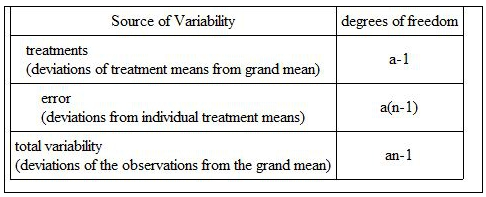 Source of Variability degrees of freedom
treatments
(deviations of treatment means from grand mean) a-1
error
(deviations from individual treatment means) a(n-1)
total variability
(deviations of the observations from the grand mean) an-1